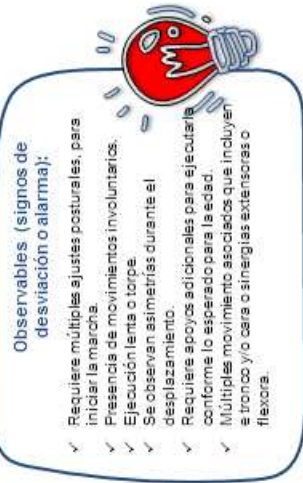 Observables (signos de
desviación o alarma):
✓ Requiere múltiples ajustes posturales, para
iniciar la marcha.
✓ Presencia de movimientos involuntarios.
✓ Ejecución lenta o torpe.
✓ Se observan asimetrías durante el
desplazamiento.
✓ Requiere apoyos adicionales para ejecutarla
conforme lo esperado para la edad.
✓ Múltiples movimiento asociados que incluyen
e tronco y/o cara o sinergias extensoras o
flexora.